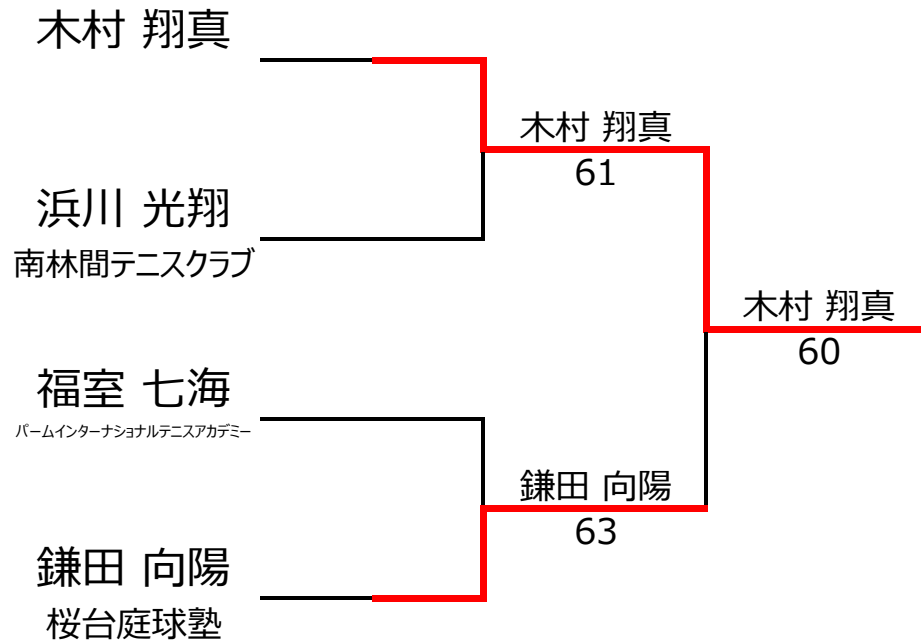 木村 翔真
木村 翔真
61
浜川 光翔
南林間テニスクラブ
木村 翔真
60
福室 七海
パームインターナショナルテニスアカデミー
鎌田 向陽
63
鎌田 向陽
桜台庭球塾